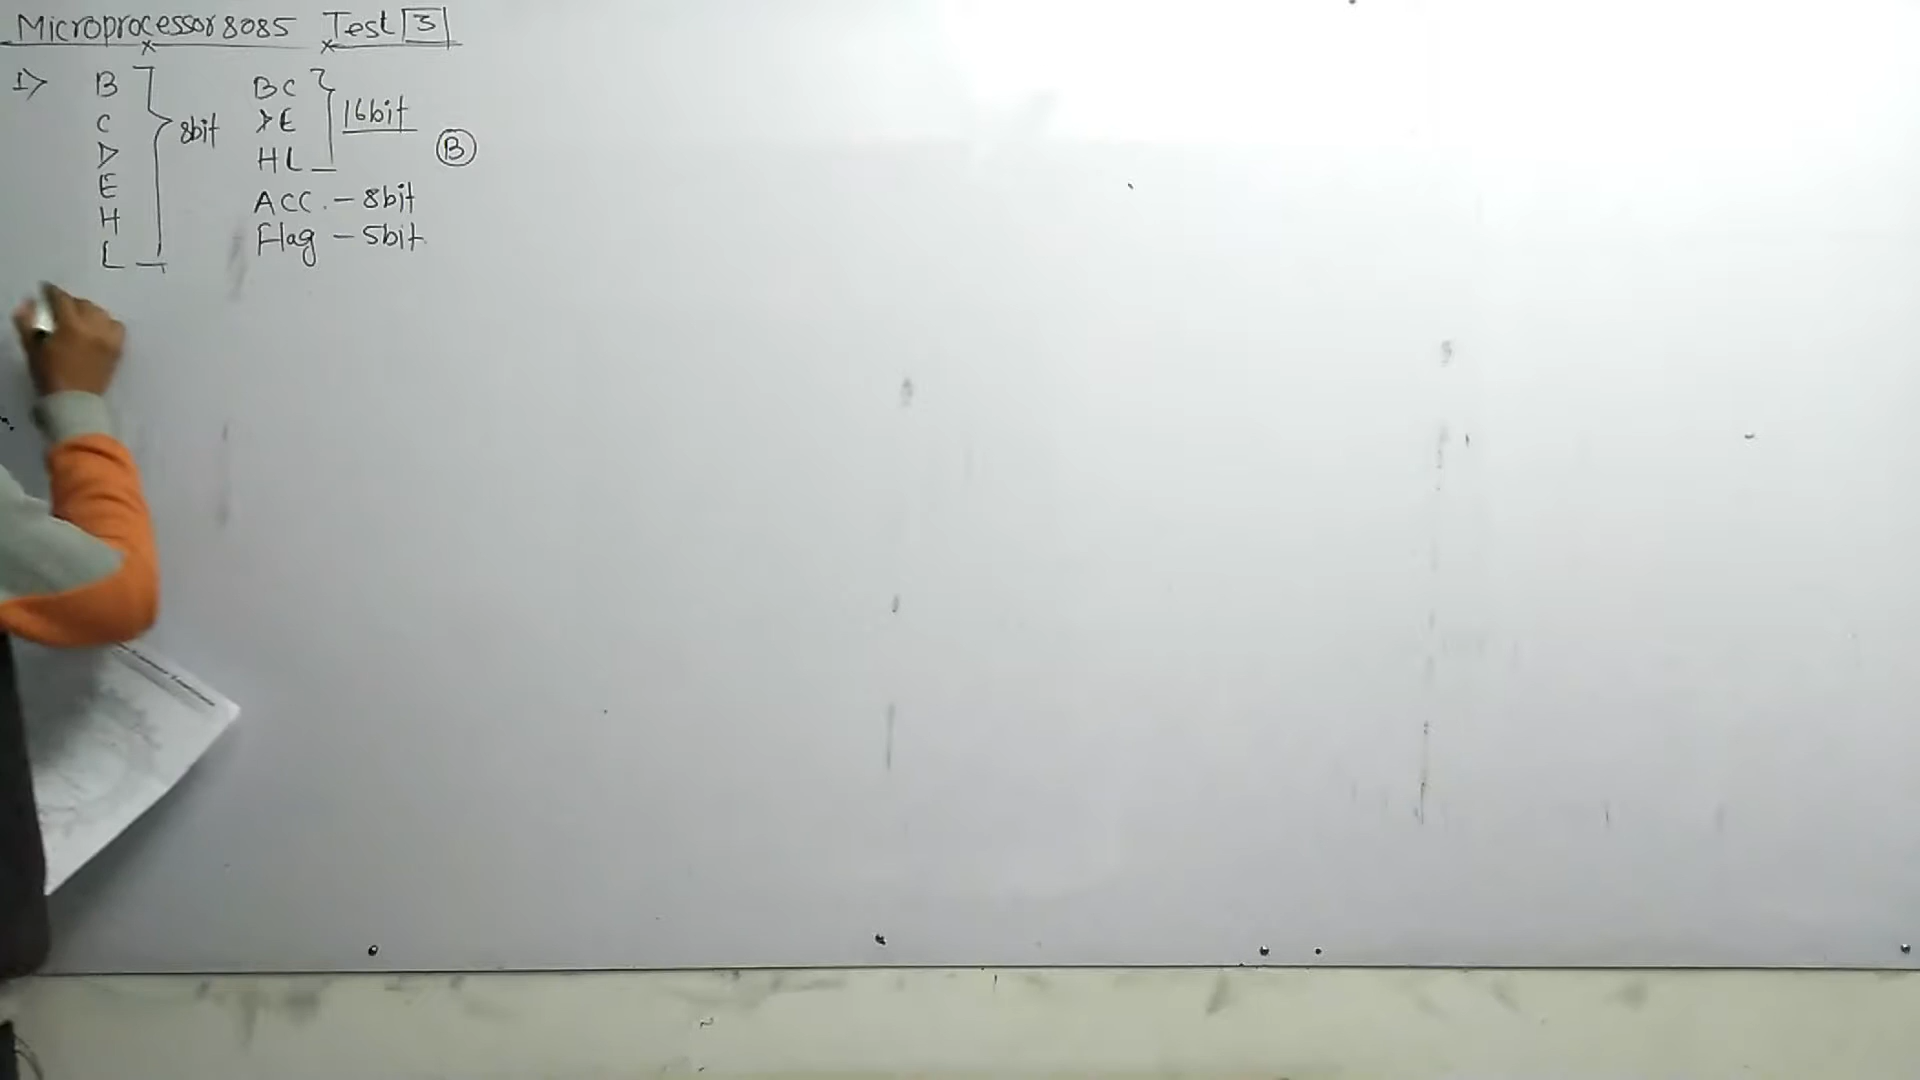 Microprocessor 8085 Test 3
1> B
C
D
E
H
L
8bit
BC
DE
HL
16bit
ACC. - 8bit
Flag - 5bit
B